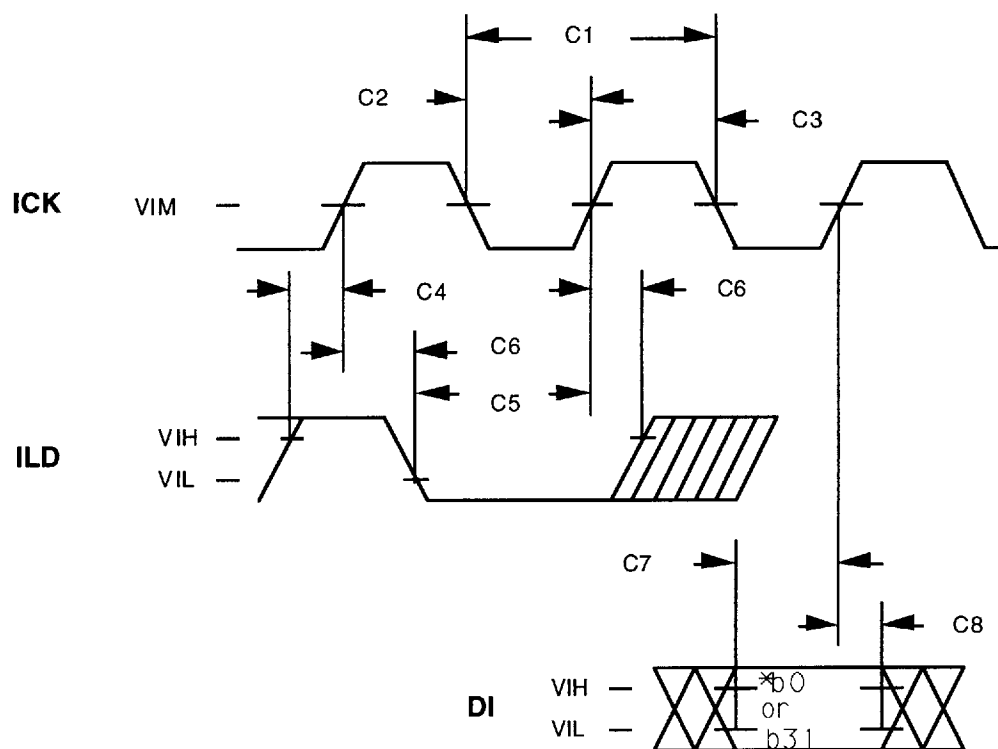 C1
C2
C3
ICK VIM
C4 C6
C6
C5
VIH
ILD
VIL
C7
C8
VIH *b0
DI or
VIL b31